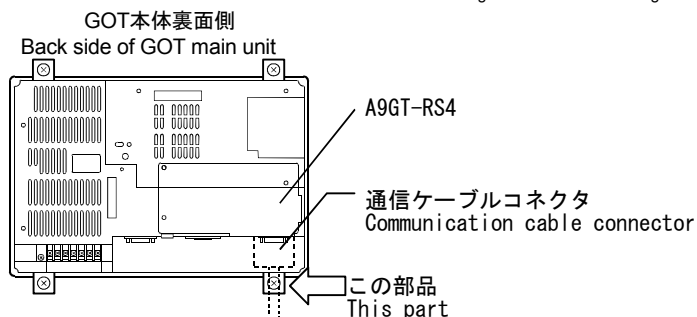 GOT本体裏面側
Back side of GOT main unit
A9GT-RS4
通信ケーブルコネクタ
Communication cable connector
この部品
This part